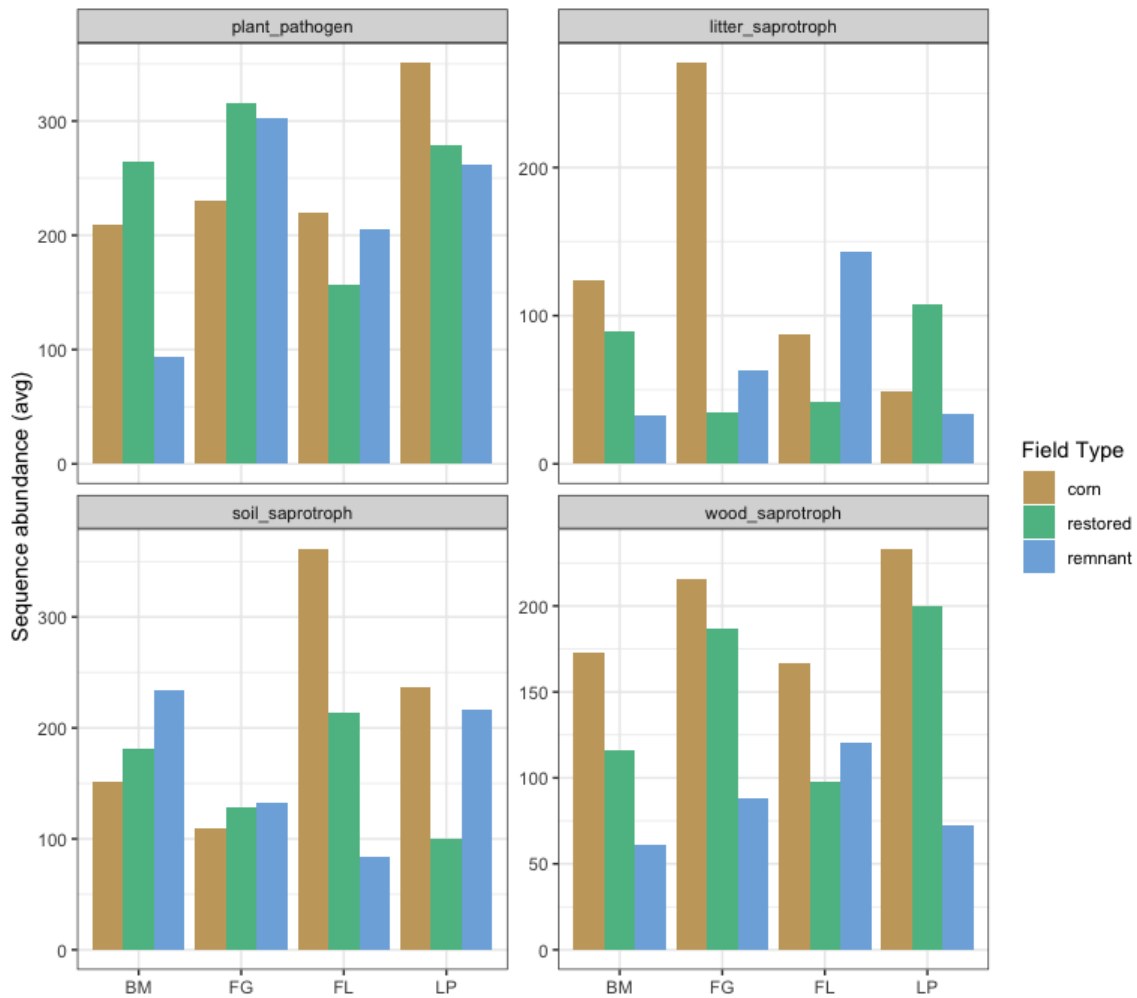 plant_pathogen
litter_saprotroph
300
200
100
0
200
100
0
Sequence abundance (avg)
soil_saprotroph
wood_saprotroph
300
200
100
0
200
150
100
50
0
BM FG FL LP
BM FG FL LP
Field Type
corn
restored
remnant